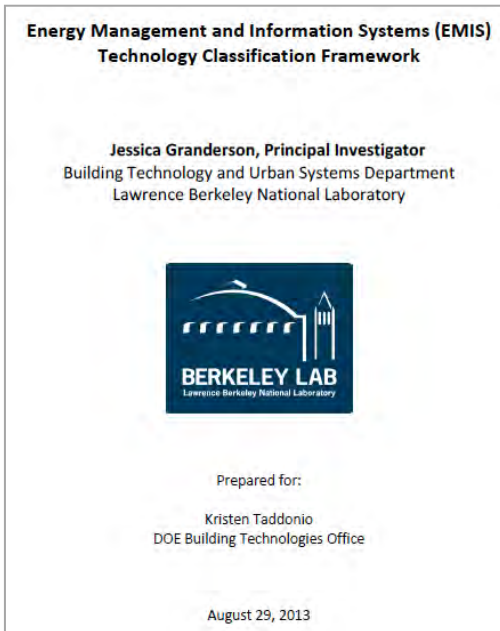 Energy Management and Information Systems (EMIS)
Technology Classification Framework
Jessica Granderson, Principal Investigator
Building Technology and Urban Systems Department
Lawrence Berkeley National Laboratory
BERKELEY LAB
Lawrence Berkeley National Laboratory
Prepared for:
Kristen Taddonio
DOE Building Technologies Office
August 29, 2013